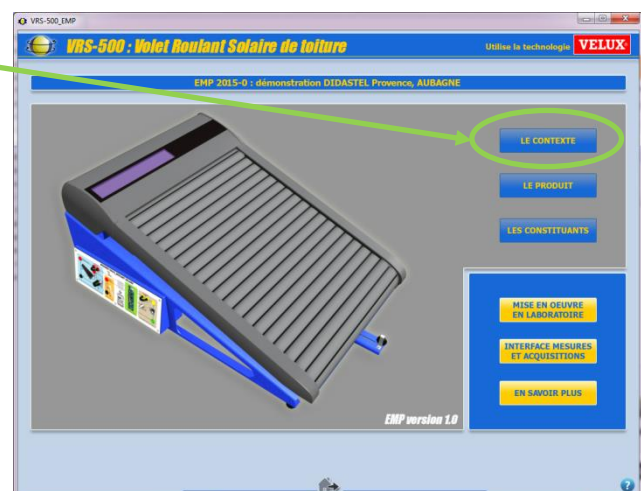 VRS-500_EMP
VRS-500 : Volet Roulant Solaire de toiture
Utilise la technologie VELUX
EMP 2015-0 : démonstration DIDASTEL Provence, AUBAGNE
LE CONTEXTE
LE PRODUIT
LES CONSTITUANTS
MISE EN OEUVRE
EN LABORATOIRE
INTERFACE MESURES
ET ACQUISITIONS
EN SAVOIR PLUS
EMP version 1.0
?